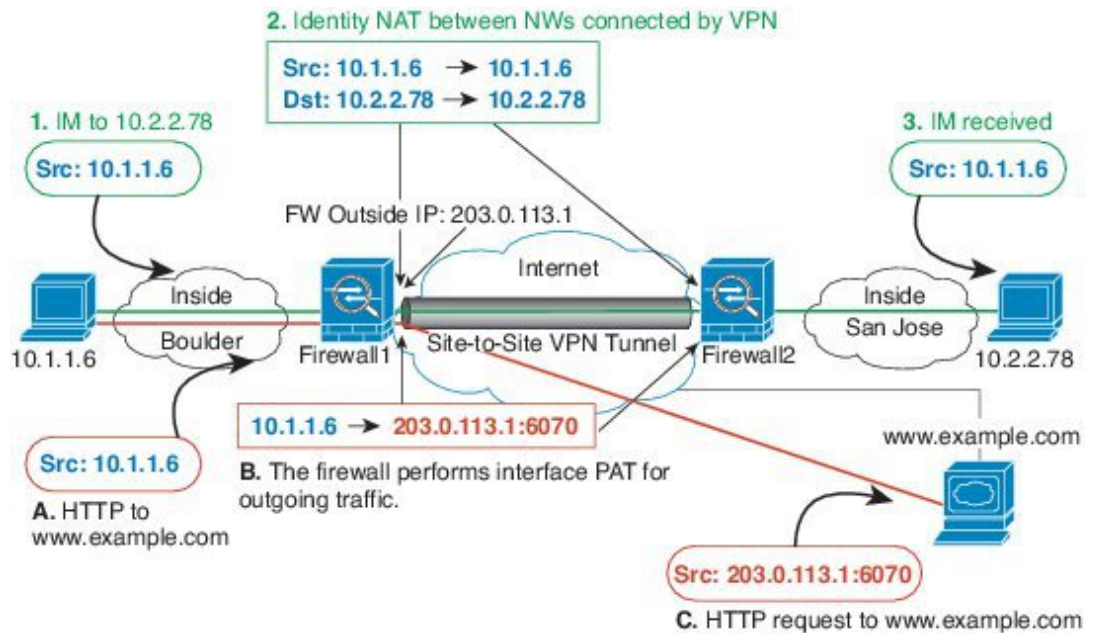 2. Identity NAT between NWs connected by VPN
Src: 10.1.1.6 → 10.1.1.6
Dst: 10.2.2.78 → 10.2.2.78
1. IM to 10.2.2.78
Src: 10.1.1.6
3. IM received
Src: 10.1.1.6
FW Outside IP: 203.0.113.1
Internet
Inside
Boulder
Inside
San Jose
10.1.1.6
Firewall1
Site-to-Site VPN Tunnel
Firewall2
10.2.2.78
10.1.1.6 → 203.0.113.1:6070
B. The firewall performs interface PAT for
outgoing traffic.
www.example.com
Src: 10.1.1.6
A. HTTP to
www.example.com
Src: 203.0.113.1:6070
C. HTTP request to www.example.com